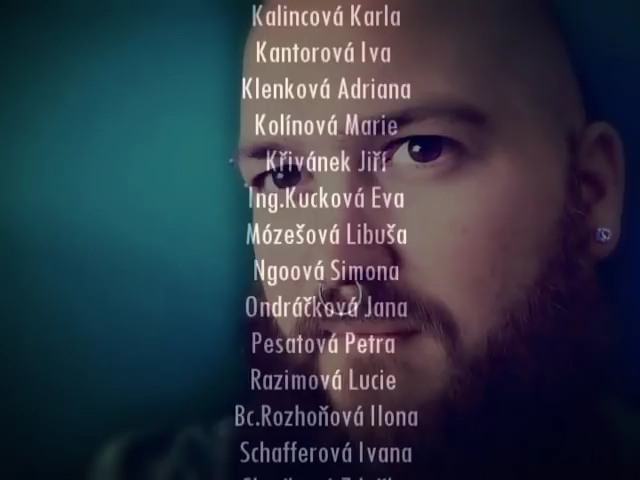 Kalincová Karla
Kantorová Iva
Klenková Adriana
Kolínová Marie
Křivánek Jiří
Ing.Kucková Eva
Mózešová Libuša
Ngoová Simona
Ondráčková Jana
Pesatová Petra
Razimová Lucie
Bc.Rozhoňová Ilona
Schafferová Ivana